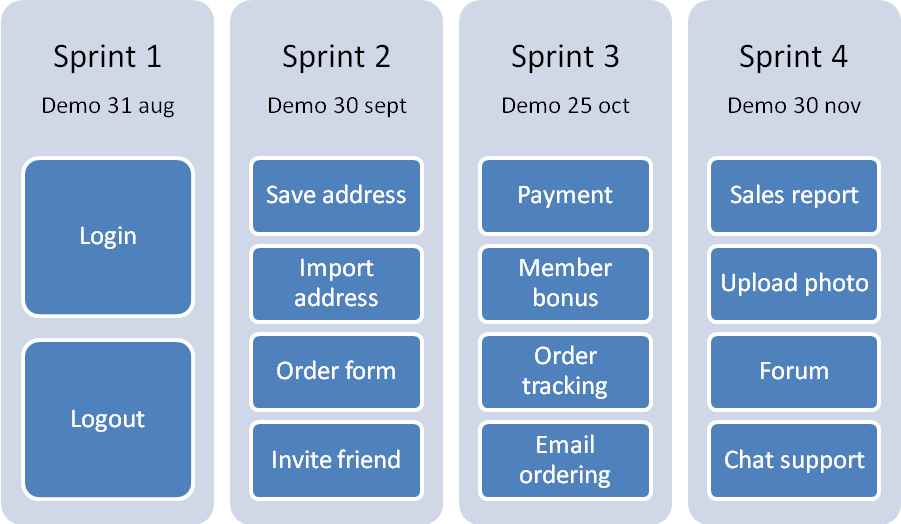 Sprint 1
Demo 31 aug
Login
Logout
Sprint 2
Demo 30 sept
Save address
Import
address
Order form
Invite friend
Sprint 3
Demo 25 oct
Payment
Member
bonus
Order
tracking
Email
ordering
Sprint 4
Demo 30 nov
Sales report
Upload photo
Forum
Chat support